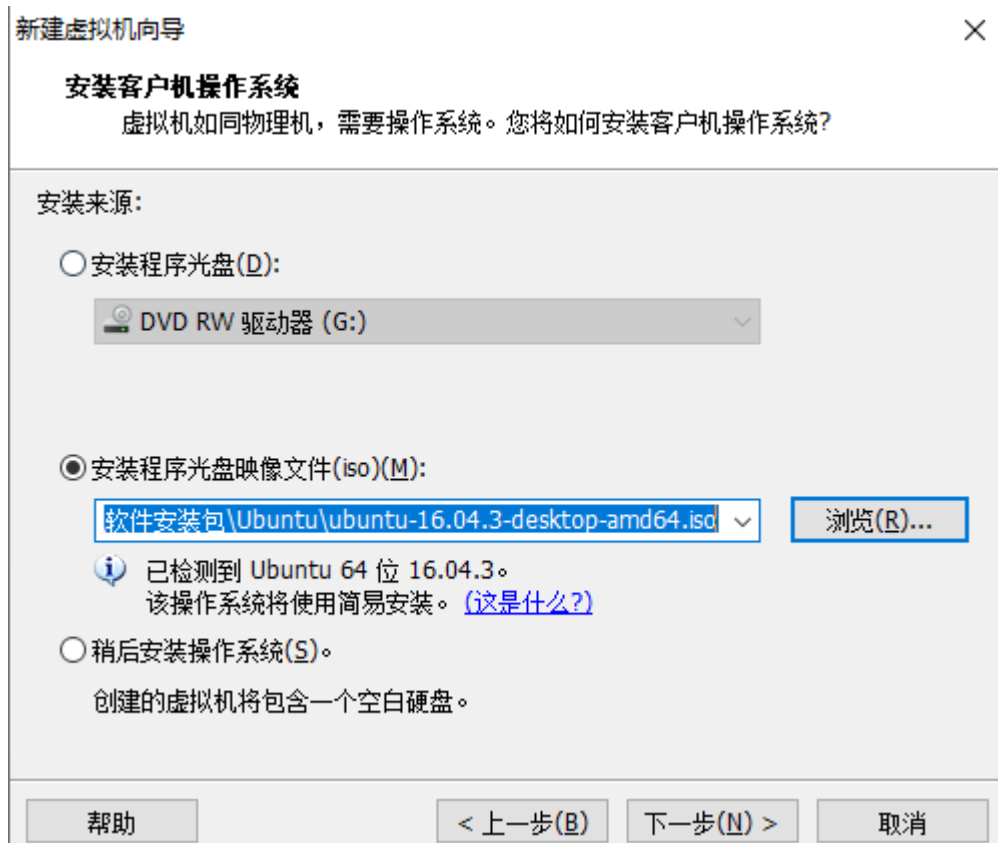 新建虚拟机向导
安装客户机操作系统
虚拟机如同物理机，需要操作系统。您将如何安装客户机操作系统?
安装来源:
安装程序光盘(D):
DVD RW 驱动器 (G:)
安装程序光盘映像文件(iso)(M):
软件安装包\Ubuntu\ubuntu-16.04.3-desktop-amd64.iso
浏览(R)...
已检测到 Ubuntu 64 位 16.04.3。
该操作系统将使用简易安装。 (这是什么?)
稍后安装操作系统(S)。
创建的虚拟机将包含一个空白硬盘。
帮助
< 上一步(B)
下一步(N) >
取消